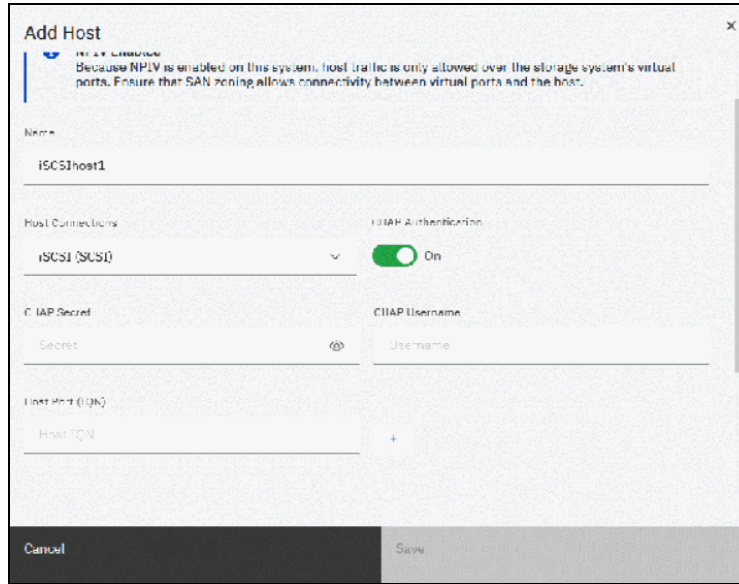 Add Host
NPIV Enabled
Because NPIV is enabled on this system, host traffic is only allowed over the storage system's virtual
ports. Ensure that SAN zoning allows connectivity between virtual ports and the host.
Name
iSCSIhost1
Host Connections
CHAP Authentication
iSCSI (SCSI)
On
CHAP Secret
CHAP Username
Secret
Username
Host Port (IQN)
Host IQN
+
Cancel
Save